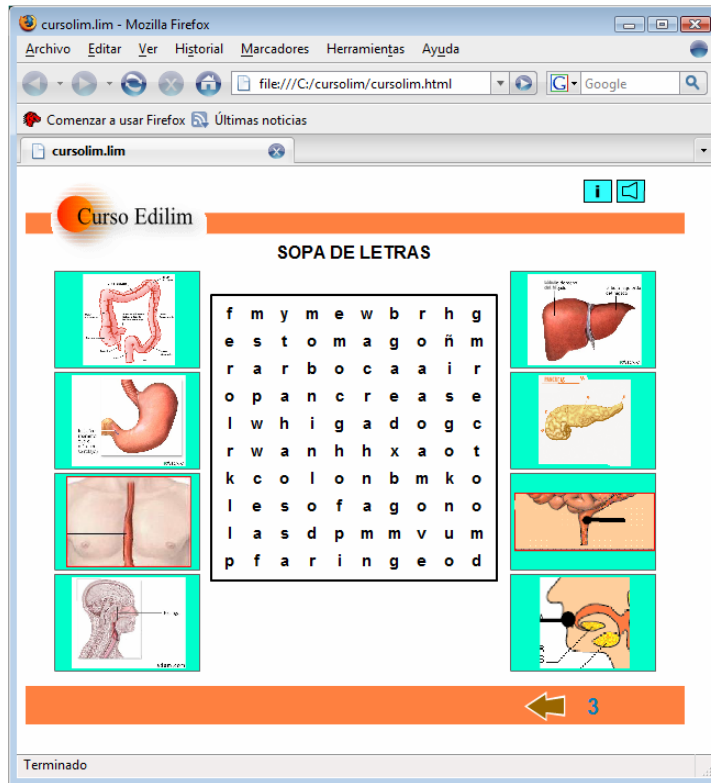 cursolim.lim - Mozilla Firefox
Archivo Editar Ver Historial Marcadores Herramientas Ayuda
file:///C:/cursolim/cursolim.html
G Google
Comenzar a usar Firefox Últimas noticias
cursolim.lim
i
Curso Edilim
SOPA DE LETRAS
f m y m e w b r h g
e s t o m a g o ñ m
r a r b o c a a i r
o p a n c r e a s e
l w h i g a d o g c
r w a n h h x a o t
k c o l o n b m k o
l e s o f a g o n o
l a s d p m m v u m
p f a r i n g e o d
3
Terminado